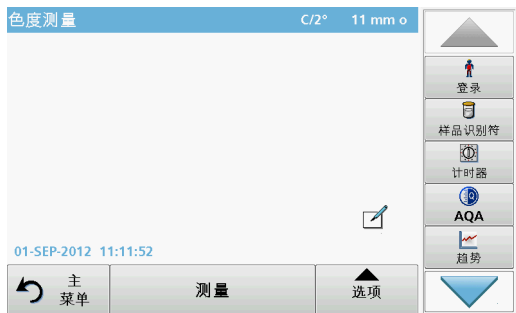 色度测量 C/2° 11 mm o
登录
样品识别符
计时器
AQA
趋势
01-SEP-2012 11:11:52
主
菜单
测量
选项